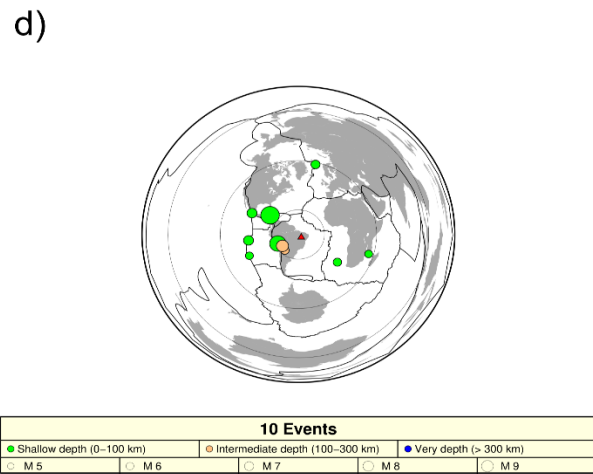 d)
10 Events
Shallow depth (0−100 km) Intermediate depth (100−300 km) Very depth (> 300 km)
M 5 M 6 M 7 M 8 M 9